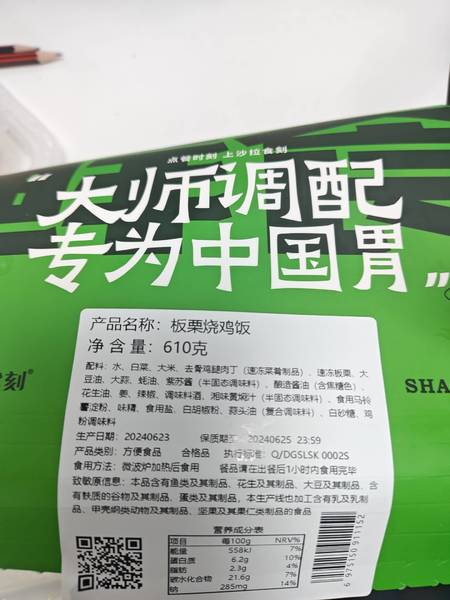 点餐时刻 上沙拉食刻
“大师调配
专为中国胃”
刻®
SHA
产品名称：板栗烧鸡饭
净含量：610克
配料：水、白菜、大米、去骨鸡腿肉丁（速冻菜肴制品）、速冻板栗、大
豆油、大蒜、蚝油、紫苏酱（半固态调味料）、酿造酱油（含焦糖色）、
花生油、姜、辣椒、调味料酒、湘味黄焖汁（半固态调味料）、食用马铃
薯淀粉、味精、食用盐、白胡椒粉、蒜头油（复合调味料）、白砂糖、鸡
粉调味料
生产日期：20240623 保质期至：20240625 23:59
产品类别：方便食品 合格品 执行标准：Q/DGSLSK 0002S
食用方法：微波炉加热后食用 餐品请在出餐后1小时内食用完毕
致敏原信息：本品含有鱼类及其制品、花生及其制品、大豆及其制品、含
有麸质的谷物及其制品、蛋类及其制品。本生产线也加工含有乳及乳制
品、甲壳纲类动物及其制品、坚果及其果仁类制品的食品
营养成分表
项目 每100g NRV%
能量 558kJ 7%
蛋白质 6.2g 10%
脂肪 2.3g 4%
碳水化合物 21.6g 7%
钠 285mg 14%
6 975150 911152